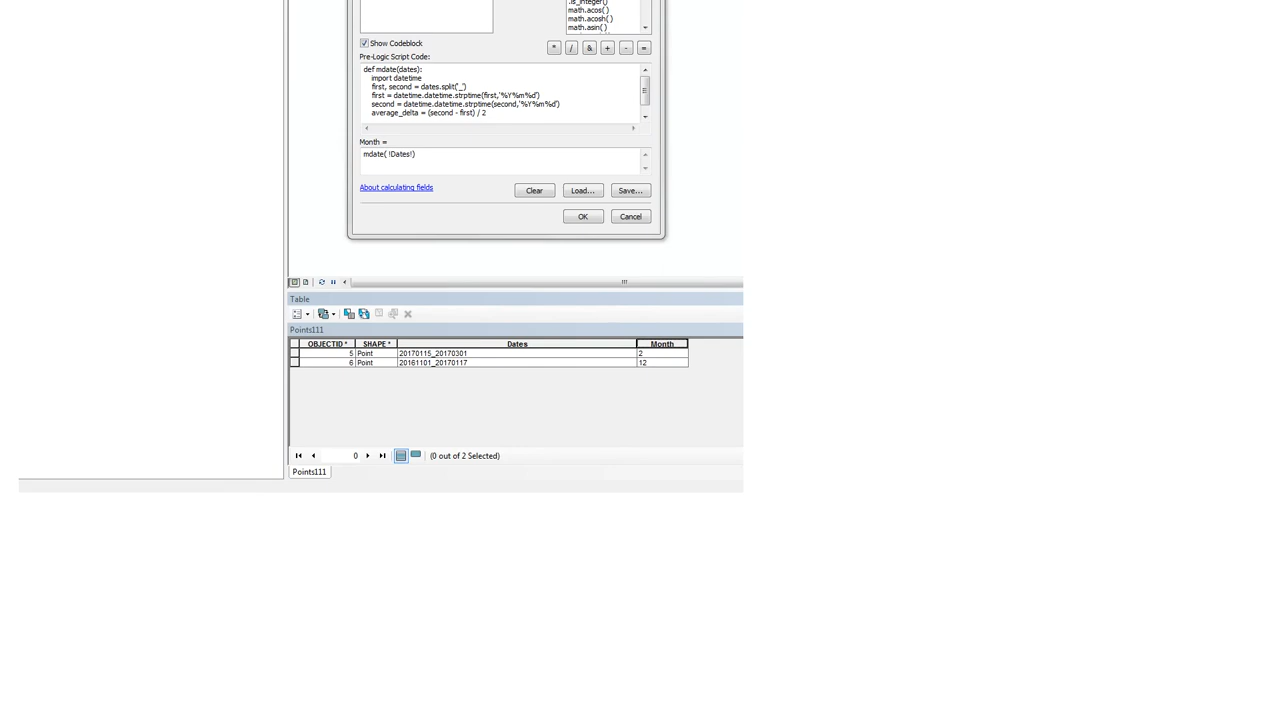 .is_integer()
math.acos( )
math.acosh( )
math.asin( )
Show Codeblock
* / & + - =
Pre-Logic Script Code:
def mdate(dates):
import datetime
first, second = dates.split('_')
first = datetime.datetime.strptime(first,'%Y%m%d')
second = datetime.datetime.strptime(second,'%Y%m%d')
average_delta = (second - first) / 2
Month =
mdate( !Dates!)
About calculating fields
Clear Load... Save...
OK Cancel
Table
Points111
OBJECTID * SHAPE * Dates Month
5 Point 20170115_20170301 2
6 Point 20161101_20170117 12
0 (0 out of 2 Selected)
Points111